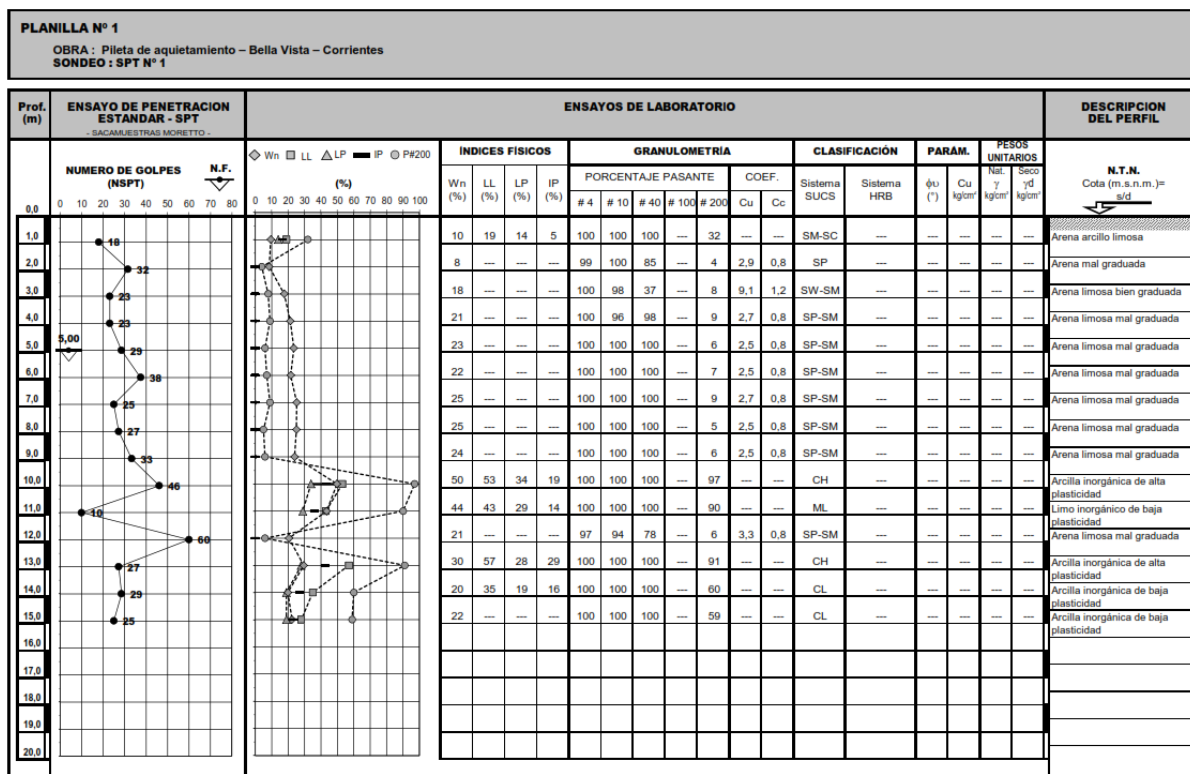 PLANILLA Nº 1
OBRA : Pileta de aquietamiento – Bella Vista – Corrientes
SONDEO : SPT Nº 1
Prof. (m)
ENSAYO DE PENETRACION
ESTANDAR - SPT
- SACAMUESTRAS MORETTO -
ENSAYOS DE LABORATORIO
DESCRIPCION
DEL PERFIL
NUMERO DE GOLPES
(NSPT)
N.F.
0 10 20 30 40 50 60 70 80
Wn LL LP IP P#200
(%)
0 10 20 30 40 50 60 70 80 90 100
ÍNDICES FÍSICOS
GRANULOMETRÍA
CLASIFICACIÓN
PARÁM.
PESOS
UNITARIOS
Wn (%) LL (%) LP (%) IP (%)
PORCENTAJE PASANTE
COEF.
# 4 # 10 # 40 # 100 # 200 Cu Cc
Sistema SUCS
Sistema HRB
ϕυ (°)
Cu kg/cm²
Nat. γ kg/cm³
Seco γd kg/cm³
N.T.N.
Cota (m.s.n.m.)=
s/d
0,0
1,0 18 10 19 14 5 100 100 100 --- 32 --- --- SM-SC --- --- --- --- --- Arena arcillo limosa
2,0 32 8 --- --- --- 99 100 85 --- 4 2,9 0,8 SP --- --- --- --- --- Arena mal graduada
3,0 23 18 --- --- --- 100 98 37 --- 8 9,1 1,2 SW-SM --- --- --- --- --- Arena limosa bien graduada
4,0 23 21 --- --- --- 100 96 98 --- 9 2,7 0,8 SP-SM --- --- --- --- --- Arena limosa mal graduada
5,00
5,0 29 23 --- --- --- 100 100 100 --- 6 2,5 0,8 SP-SM --- --- --- --- --- Arena limosa mal graduada
6,0 38 22 --- --- --- 100 100 100 --- 7 2,5 0,8 SP-SM --- --- --- --- --- Arena limosa mal graduada
7,0 25 25 --- --- --- 100 100 100 --- 9 2,7 0,8 SP-SM --- --- --- --- --- Arena limosa mal graduada
8,0 27 25 --- --- --- 100 100 100 --- 5 2,5 0,8 SP-SM --- --- --- --- --- Arena limosa mal graduada
9,0 33 24 --- --- --- 100 100 100 --- 6 2,5 0,8 SP-SM --- --- --- --- --- Arena limosa mal graduada
10,0 46 50 53 34 19 100 100 100 --- 97 --- --- CH --- --- --- --- --- Arcilla inorgánica de alta
plasticidad
11,0 10 44 43 29 14 100 100 100 --- 90 --- --- ML --- --- --- --- --- Limo inorgánico de baja
plasticidad
12,0 60 21 --- --- --- 97 94 78 --- 6 3,3 0,8 SP-SM --- --- --- --- --- Arena limosa mal graduada
13,0 27 30 57 28 29 100 100 100 --- 91 --- --- CH --- --- --- --- --- Arcilla inorgánica de alta
plasticidad
14,0 29 20 35 19 16 100 100 100 --- 60 --- --- CL --- --- --- --- --- Arcilla inorgánica de baja
plasticidad
15,0 25 22 --- --- --- 100 100 100 --- 59 --- --- CL --- --- --- --- --- Arcilla inorgánica de baja
plasticidad
16,0
17,0
18,0
19,0
20,0